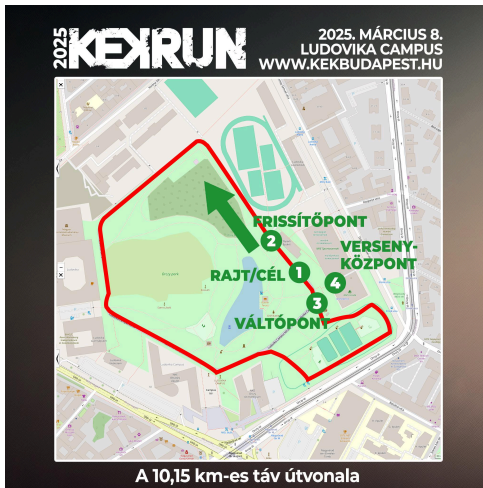 2025
KEKRUN
2025. MÁRCIUS 8.
LUDOVIKA CAMPUS
WWW.KEKBUDAPEST.HU
FRISSÍTŐPONT
2
VERSENY-
KÖZPONT
RAJT/CÉL
1
4
3
VÁLTÓPONT
A 10,15 km-es táv útvonala